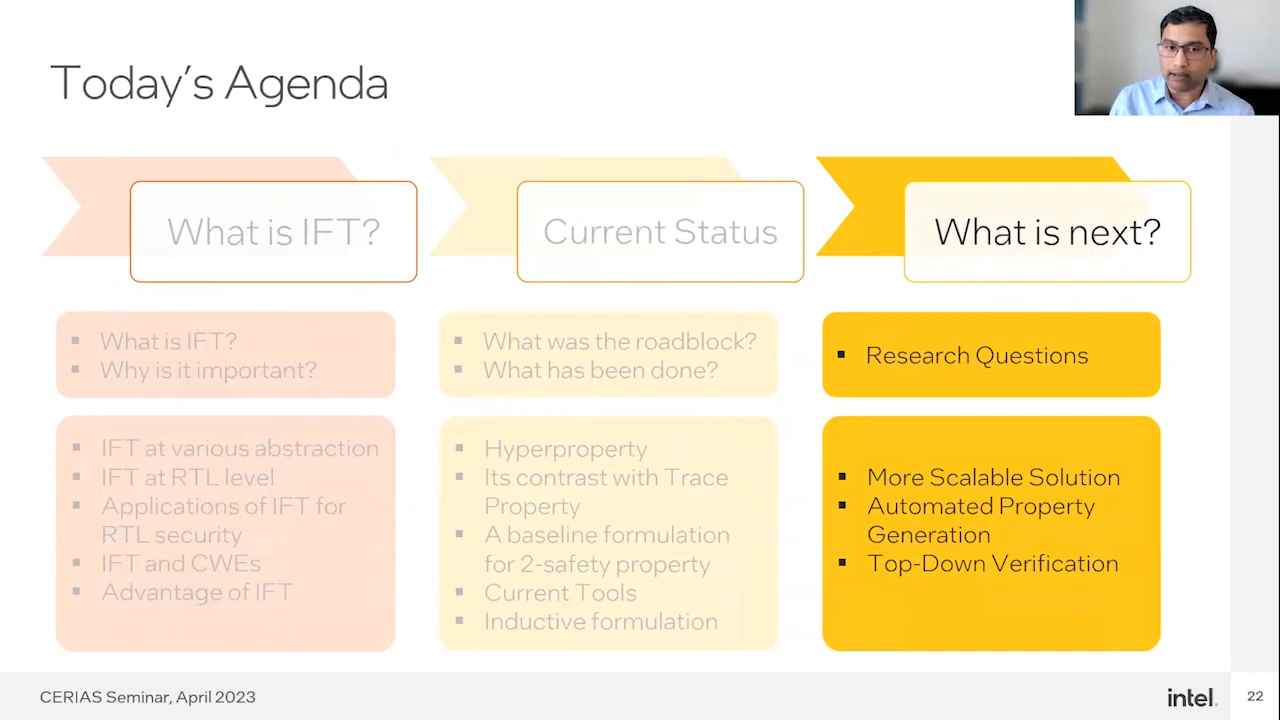 Today's Agenda
What is IFT?
Current Status
What is next?
▪ What is IFT?
▪ Why is it important?
▪ What was the roadblock?
▪ What has been done?
▪ Research Questions
▪ IFT at various abstraction
▪ IFT at RTL level
▪ Applications of IFT for
RTL security
▪ IFT and CWEs
▪ Advantage of IFT
▪ Hyperproperty
▪ Its contrast with Trace
Property
▪ A baseline formulation
for 2-safety property
▪ Current Tools
▪ Inductive formulation
▪ More Scalable Solution
▪ Automated Property
Generation
▪ Top-Down Verification
CERIAS Seminar, April 2023
intel.
22